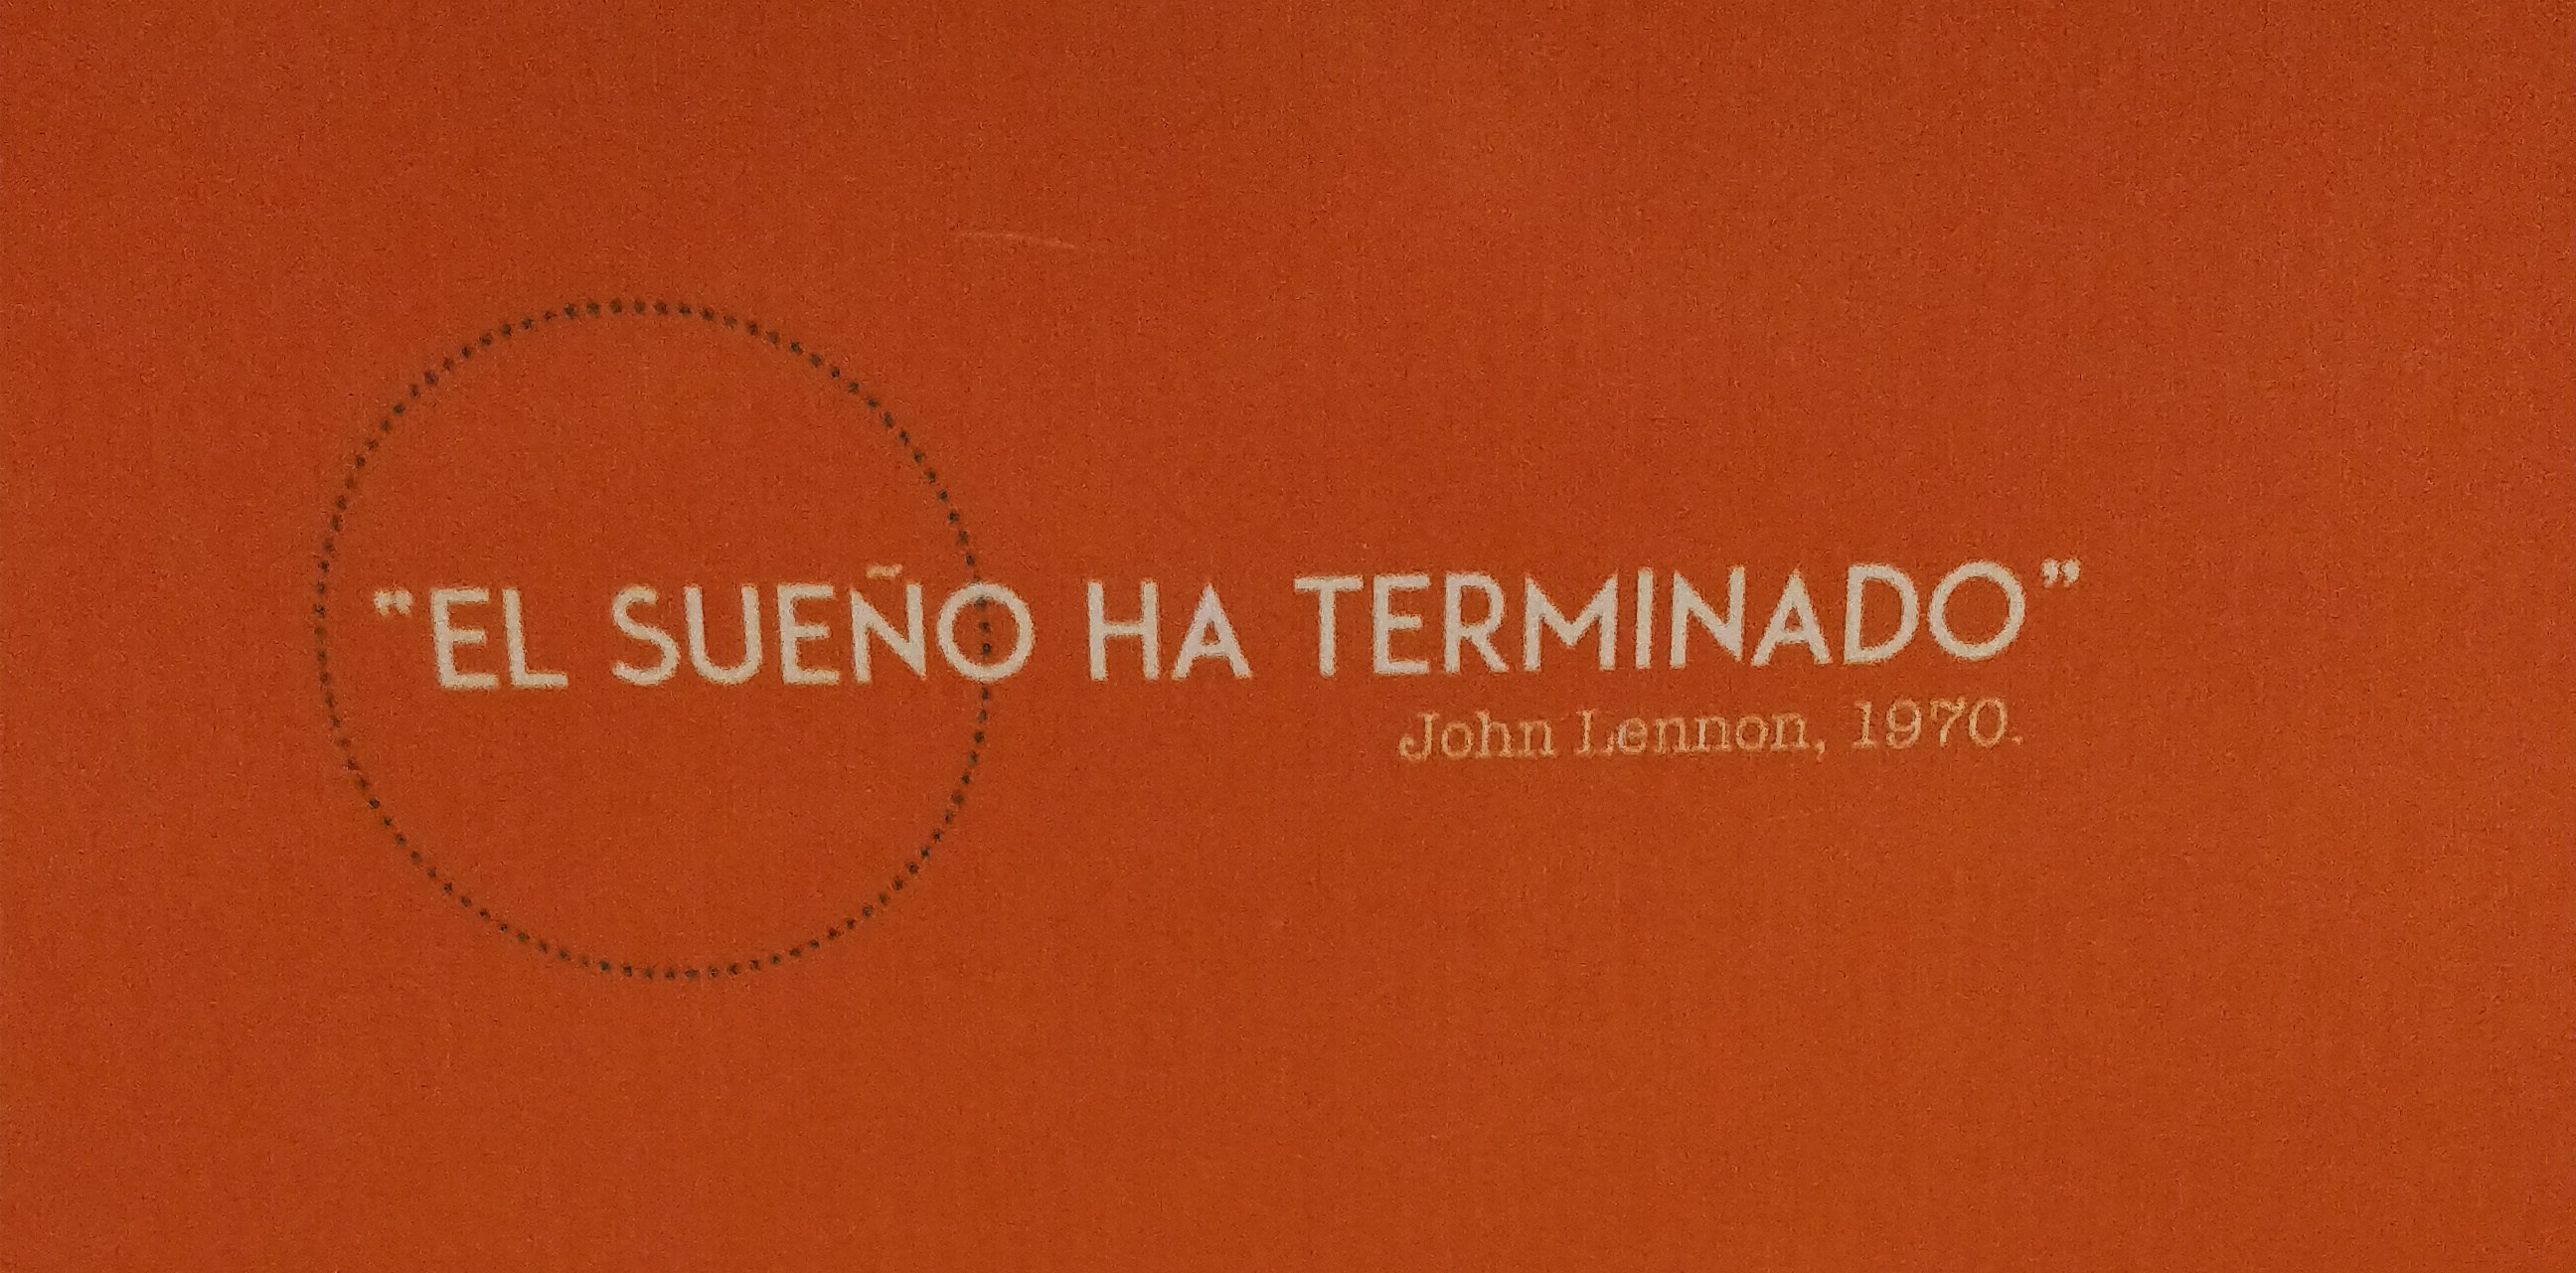 "EL SUEÑO HA TERMINADO"
John Lennon, 1970.